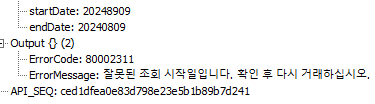 startDate: 20248909
endDate: 20240809
Output {} (2)
ErrorCode: 80002311
ErrorMessage: 잘못된 조회 시작일입니다. 확인 후 다시 거래하십시오.
API_SEQ: ced1dfea0e83d798e23e5b1b89b7d241